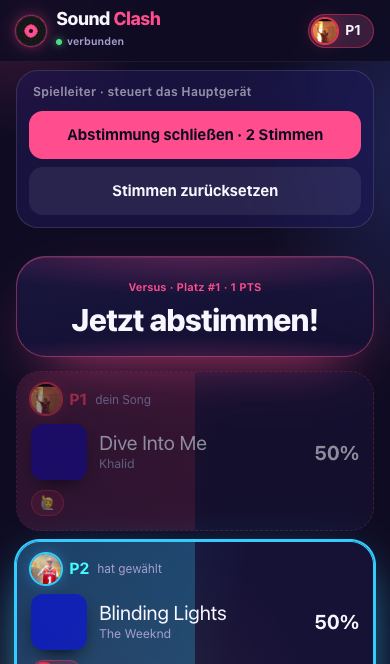 Sound Clash
verbunden
P1
Spielleiter · steuert das Hauptgerät
Abstimmung schließen · 2 Stimmen
Stimmen zurücksetzen
Versus · Platz #1 · 1 PTS
Jetzt abstimmen!
P1 dein Song
Dive Into Me
Khalid
50%
P2 hat gewählt
Blinding Lights
The Weeknd
50%